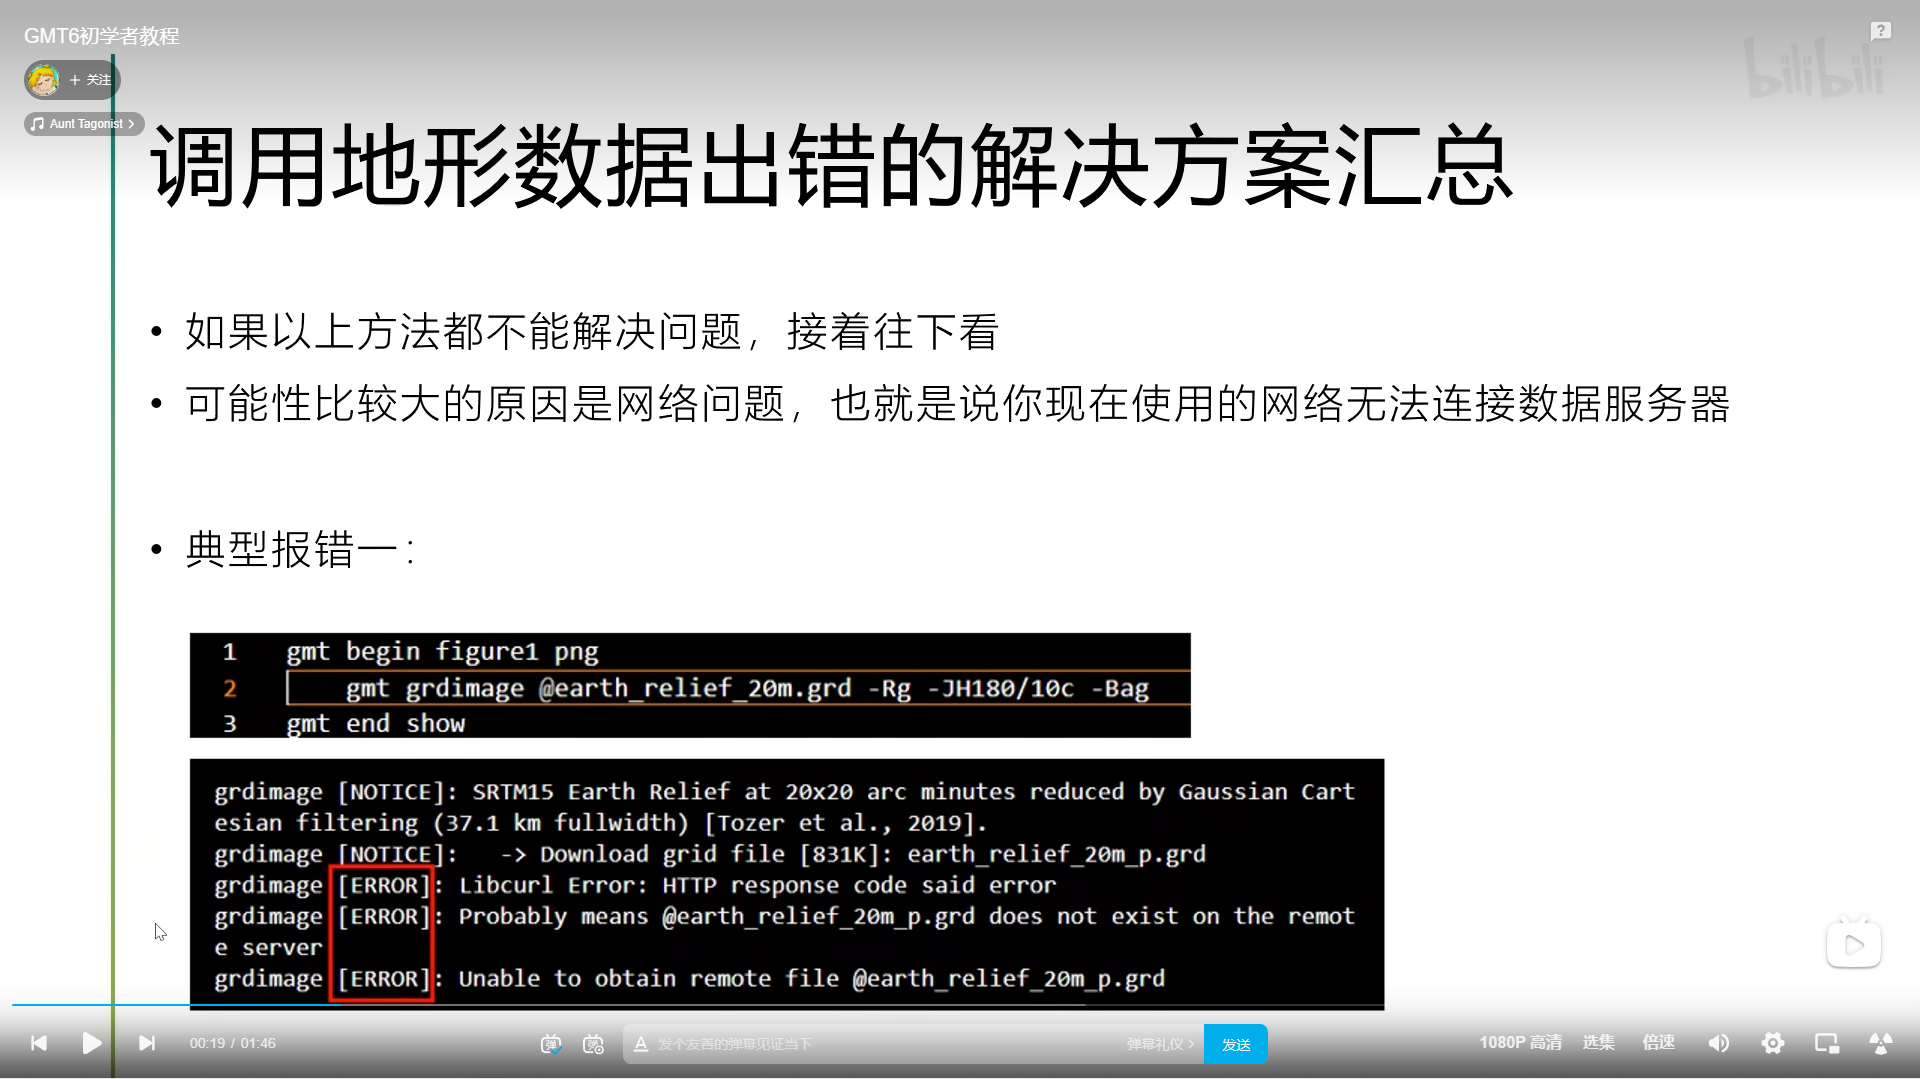 GMT6初学者教程
+ 关注
Aunt Tagonist >
bilibili
调用地形数据出错的解决方案汇总
• 如果以上方法都不能解决问题，接着往下看
• 可能性比较大的原因是网络问题，也就是说你现在使用的网络无法连接数据服务器
• 典型报错一：
1 gmt begin figure1 png
2 gmt grdimage @earth_relief_20m.grd -Rg -JH180/10c -Bag
3 gmt end show
grdimage [NOTICE]: SRTM15 Earth Relief at 20x20 arc minutes reduced by Gaussian Cart
esian filtering (37.1 km fullwidth) [Tozer et al., 2019].
grdimage [NOTICE]:   -> Download grid file [831K]: earth_relief_20m_p.grd
grdimage [ERROR]: Libcurl Error: HTTP response code said error
grdimage [ERROR]: Probably means @earth_relief_20m_p.grd does not exist on the remot
e server
grdimage [ERROR]: Unable to obtain remote file @earth_relief_20m_p.grd
00:19 / 01:46
弹 弹 A 发个友善的弹幕见证当下 弹幕礼仪 > 发送
1080P 高清 选集 倍速